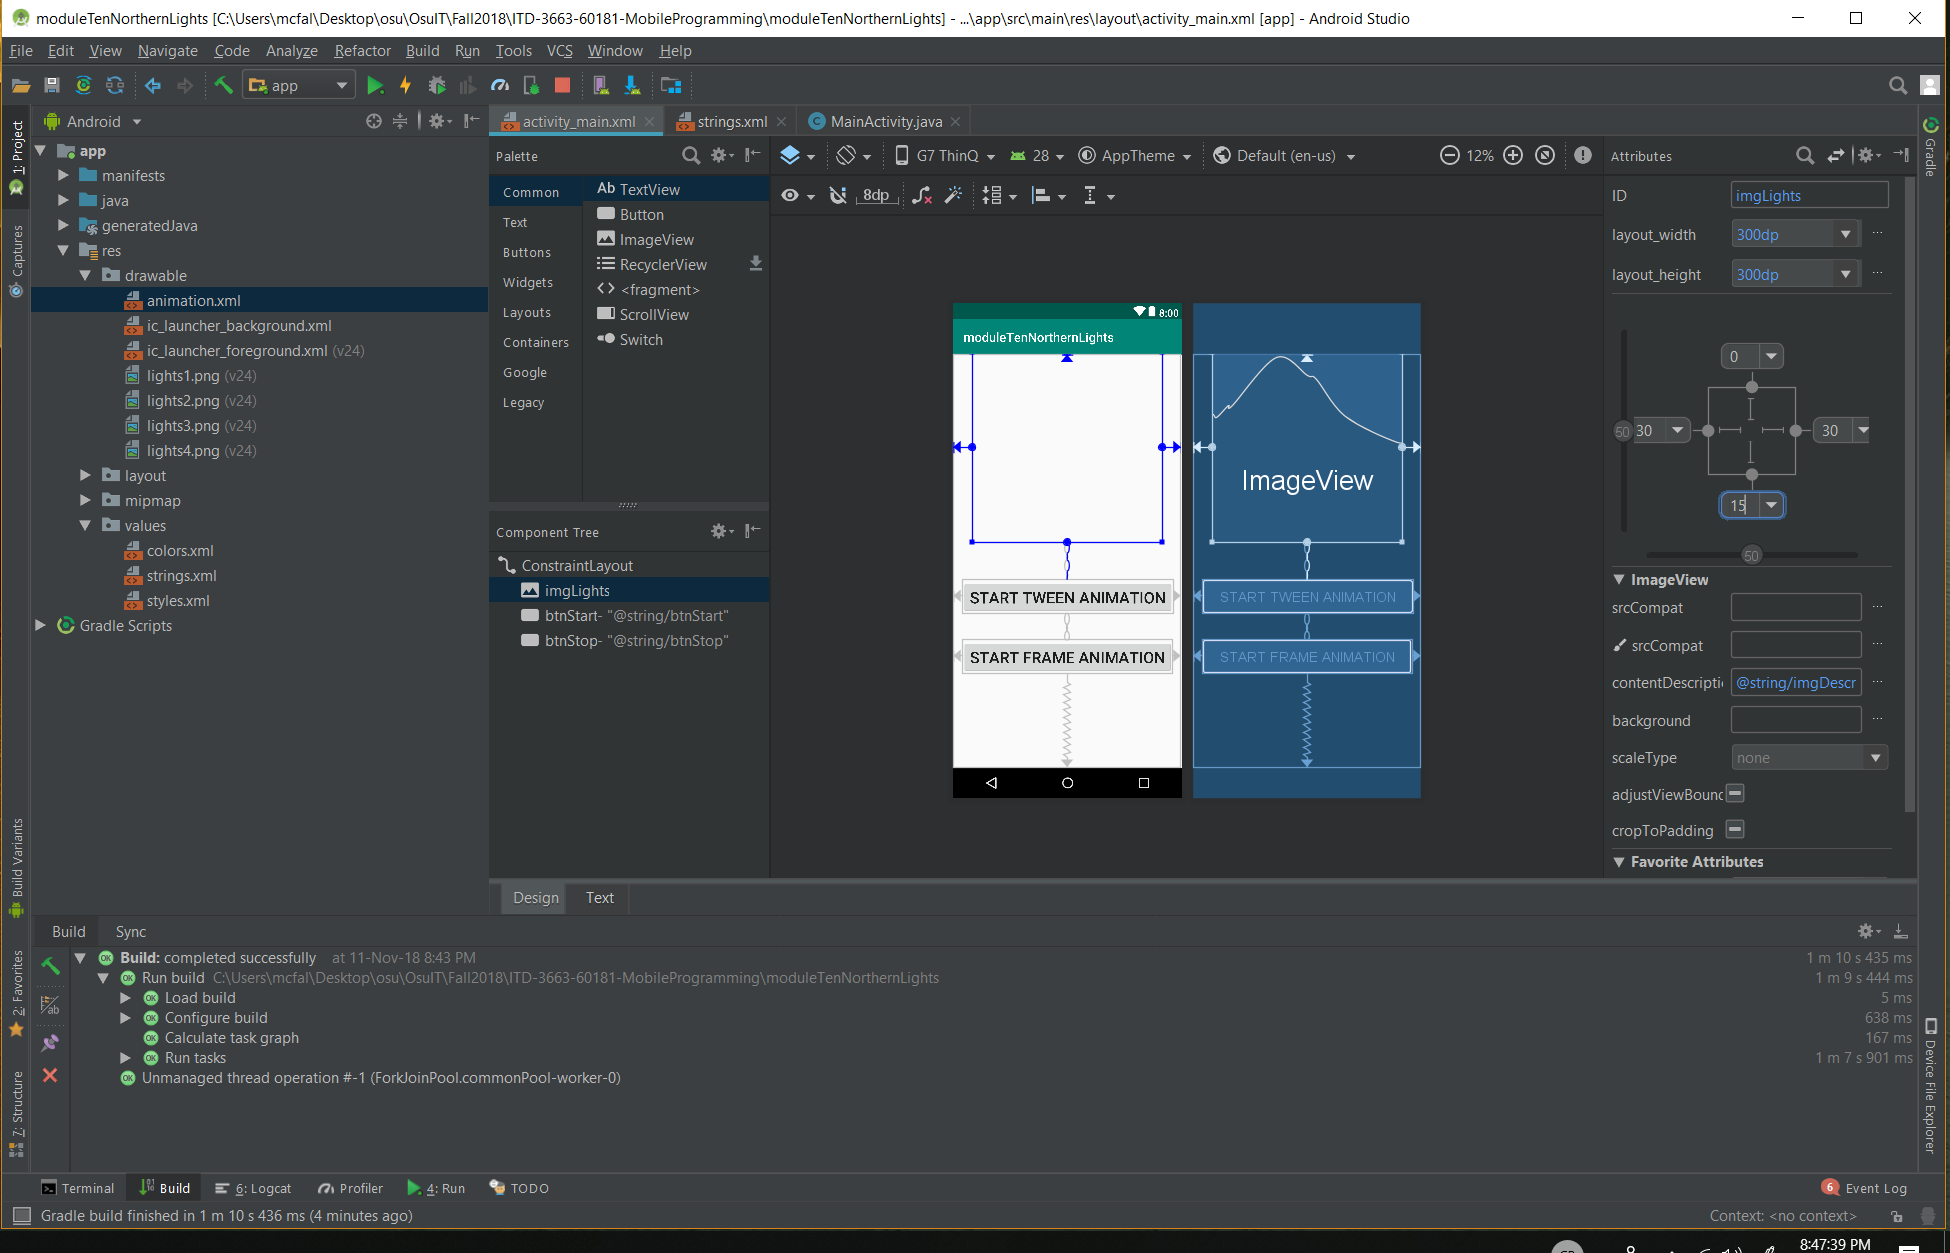 moduleTenNorthernLights [C:\Users\mcfal\Desktop\osu\OsuIT\Fall2018\ITD-3663-60181-MobileProgramming\moduleTenNorthernLights] - ...\app\src\main\res\layout\activity_main.xml [app] - Android Studio
File Edit View Navigate Code Analyze Refactor Build Run Tools VCS Window Help
app
1: Project
Captures
Build Variants
2: Favorites
7: Structure
Android
app
manifests
java
generatedJava
res
drawable
animation.xml
ic_launcher_background.xml
ic_launcher_foreground.xml (v24)
lights1.png (v24)
lights2.png (v24)
lights3.png (v24)
lights4.png (v24)
layout
mipmap
values
colors.xml
strings.xml
styles.xml
Gradle Scripts
activity_main.xml
strings.xml
MainActivity.java
Palette
Common
Text
Buttons
Widgets
Layouts
Containers
Google
Legacy
Ab TextView
Button
ImageView
RecyclerView
<fragment>
ScrollView
Switch
Component Tree
ConstraintLayout
imgLights
btnStart- "@string/btnStart"
btnStop- "@string/btnStop"
G7 ThinQ
28
AppTheme
Default (en-us)
12%
8dp
8:00
moduleTenNorthernLights
START TWEEN ANIMATION
START FRAME ANIMATION
ImageView
START TWEEN ANIMATION
START FRAME ANIMATION
Design
Text
Attributes
ID
imgLights
layout_width
300dp
layout_height
300dp
0
50
30
30
15
50
ImageView
srcCompat
srcCompat
contentDescripti
@string/imgDescr
background
scaleType
none
adjustViewBounc
cropToPadding
Favorite Attributes
Gradle
Device File Explorer
Build
Sync
Build: completed successfully at 11-Nov-18 8:43 PM
1 m 10 s 435 ms
Run build C:\Users\mcfal\Desktop\osu\OsuIT\Fall2018\ITD-3663-60181-MobileProgramming\moduleTenNorthernLights
1 m 9 s 444 ms
Load build
5 ms
Configure build
638 ms
Calculate task graph
167 ms
Run tasks
1 m 7 s 901 ms
Unmanaged thread operation #-1 (ForkJoinPool.commonPool-worker-0)
Terminal
Build
6: Logcat
Profiler
4: Run
TODO
6 Event Log
Gradle build finished in 1 m 10 s 436 ms (4 minutes ago)
Context: <no context>
8:47:39 PM